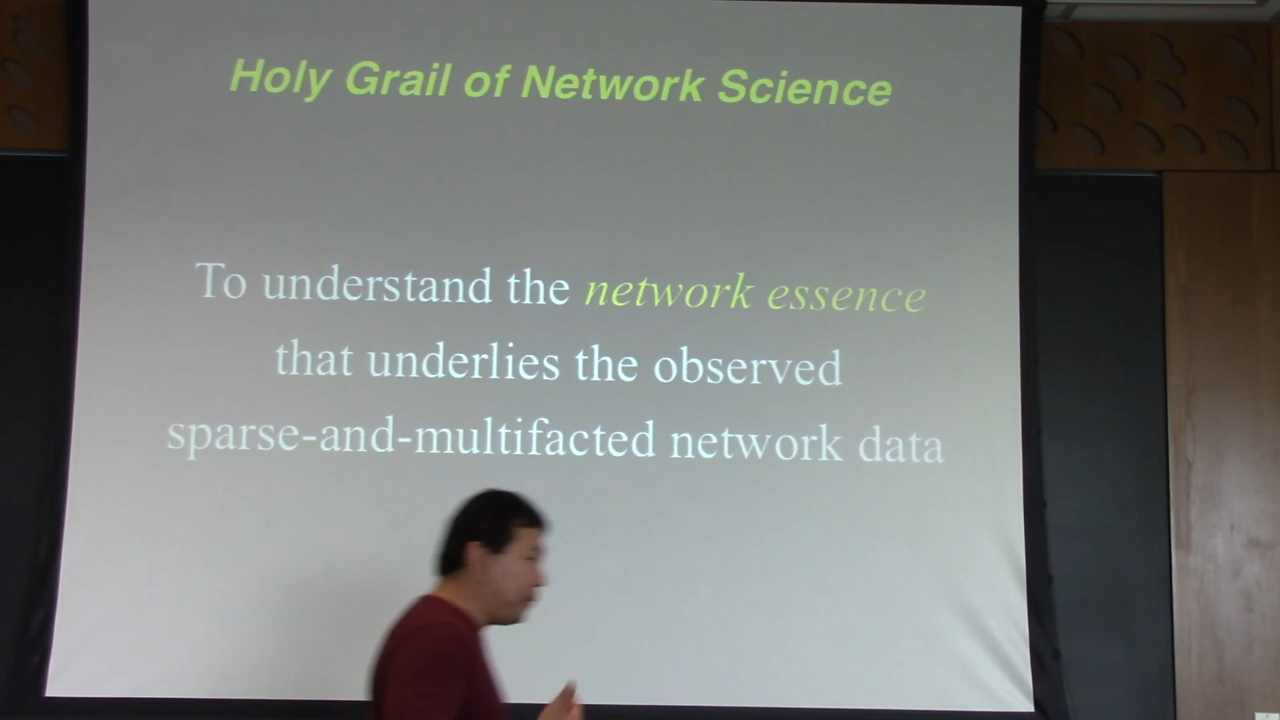 Holy Grail of Network Science
To understand the network essence
that underlies the observed
sparse-and-multifacted network data